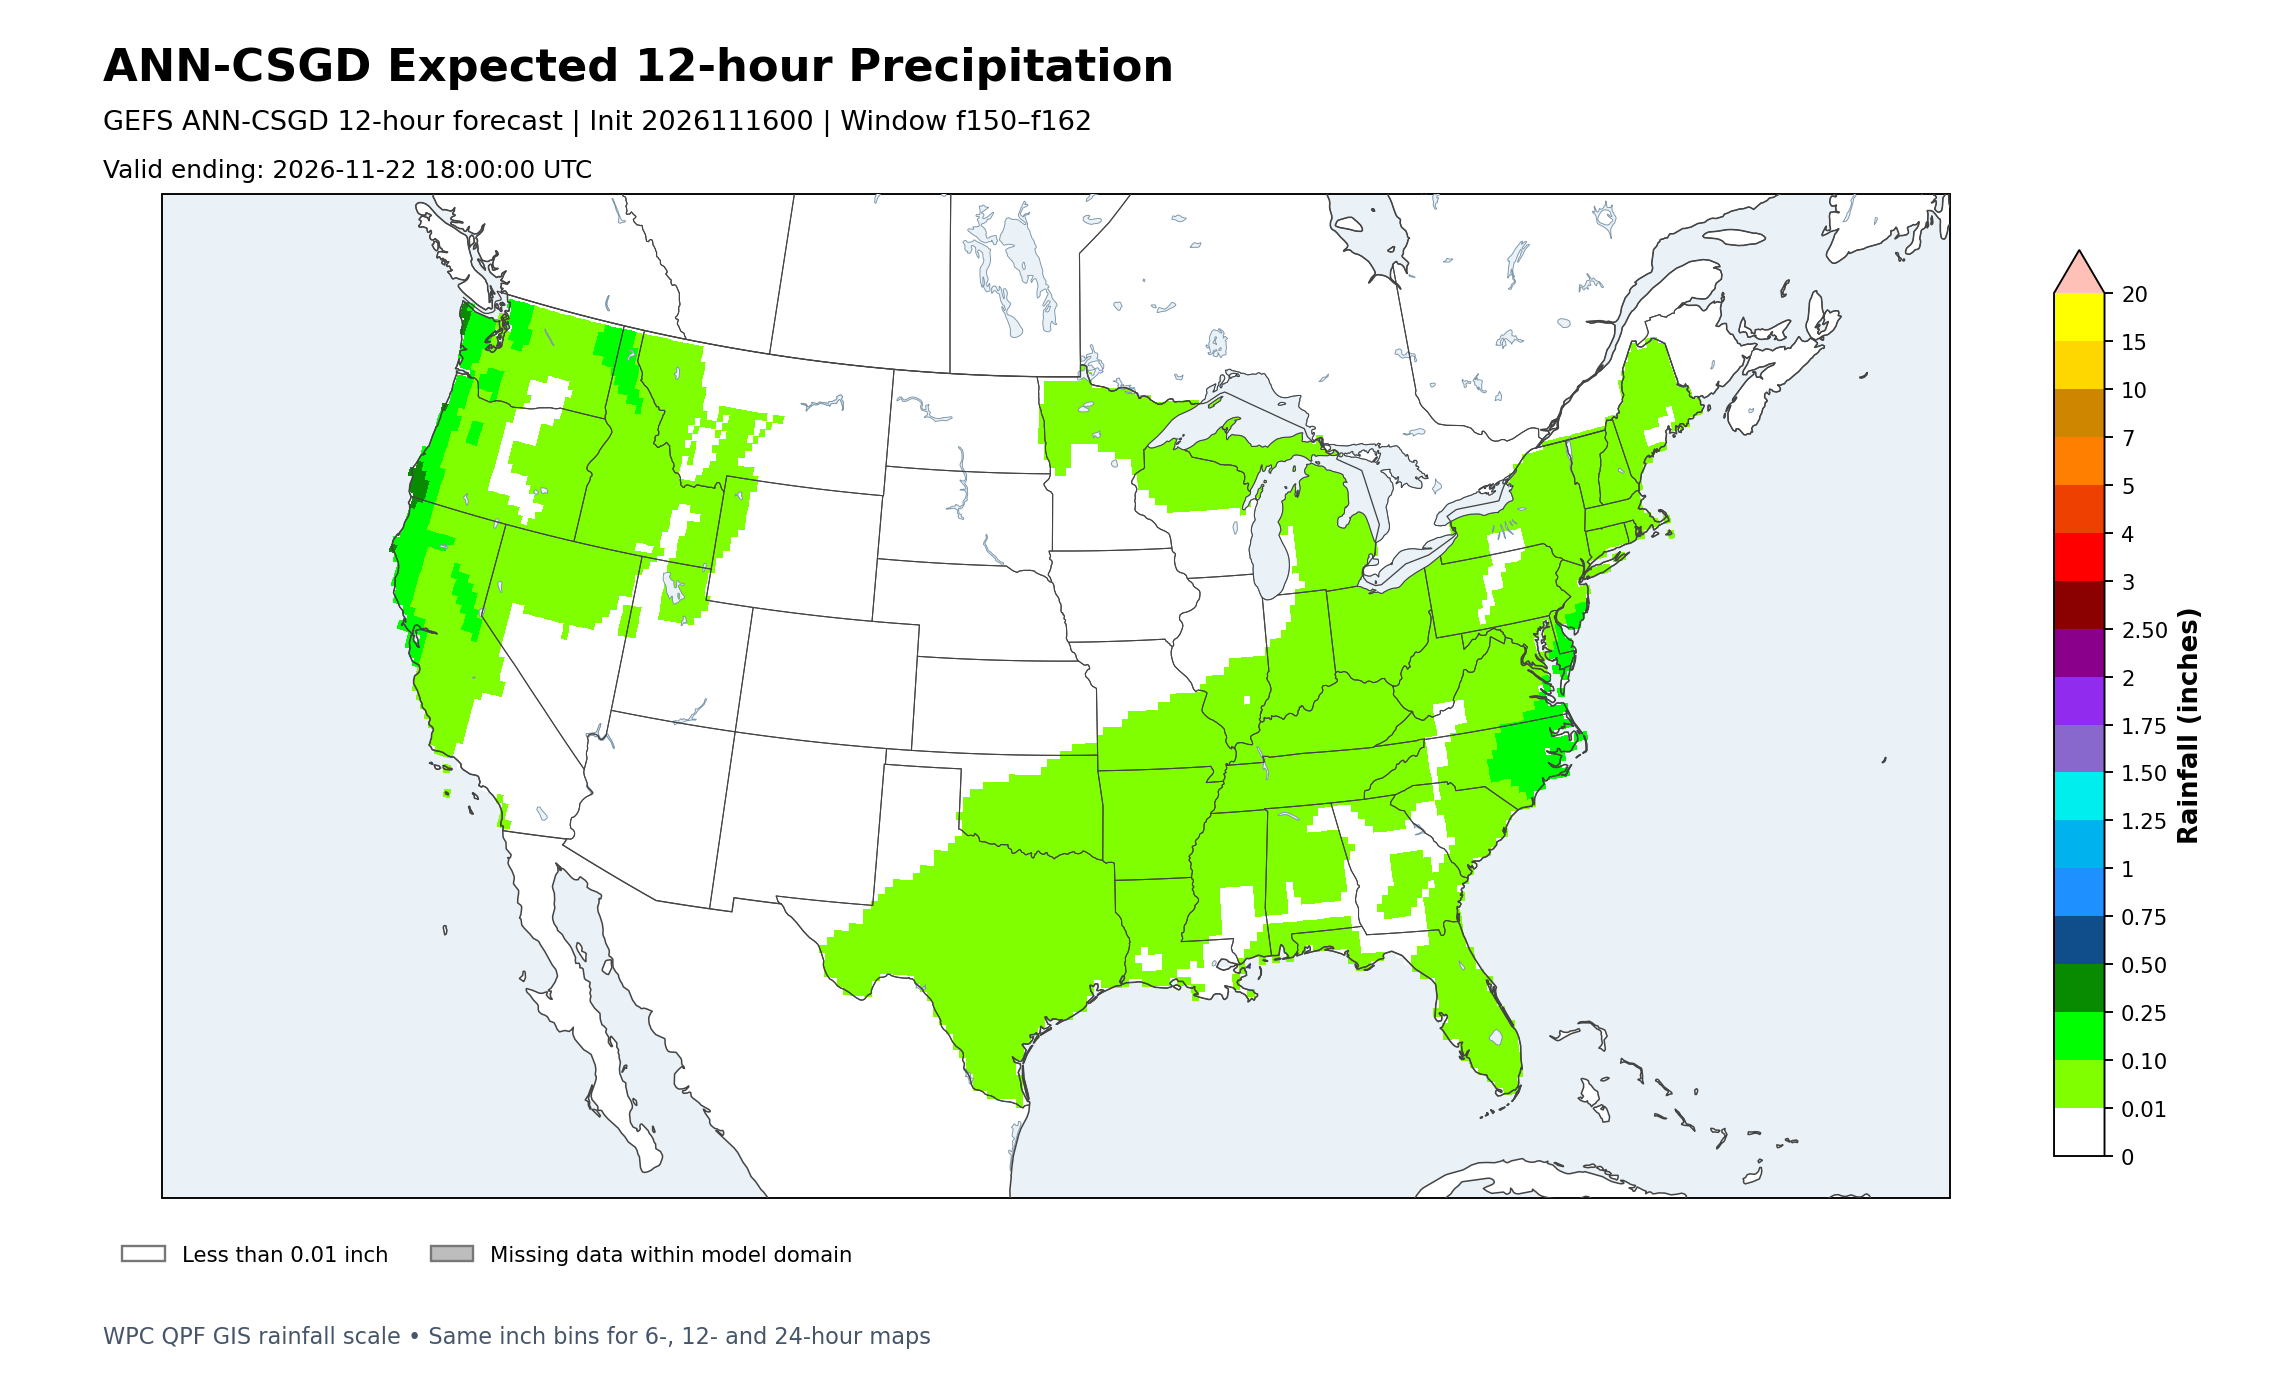 ANN-CSGD Expected 12-hour Precipitation
GEFS ANN-CSGD 12-hour forecast | Init 2026111600 | Window f150–f162
Valid ending: 2026-11-22 18:00:00 UTC
20
15
10
7
5
4
3
2.50
2
1.75
1.50
1.25
1
0.75
0.50
0.25
0.10
0.01
0
Rainfall (inches)
Less than 0.01 inch
Missing data within model domain
WPC QPF GIS rainfall scale • Same inch bins for 6-, 12- and 24-hour maps